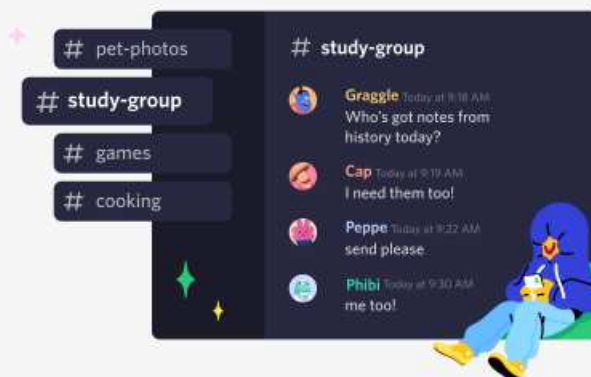 # pet-photos
# study-group
# games
# cooking
# study-group
Graggle Today at 9:18 AM
Who's got notes from
history today?
Cap Today at 9:19 AM
I need them too!
Peppe Today at 9:22 AM
send please
Phibi Today at 9:30 AM
me too!